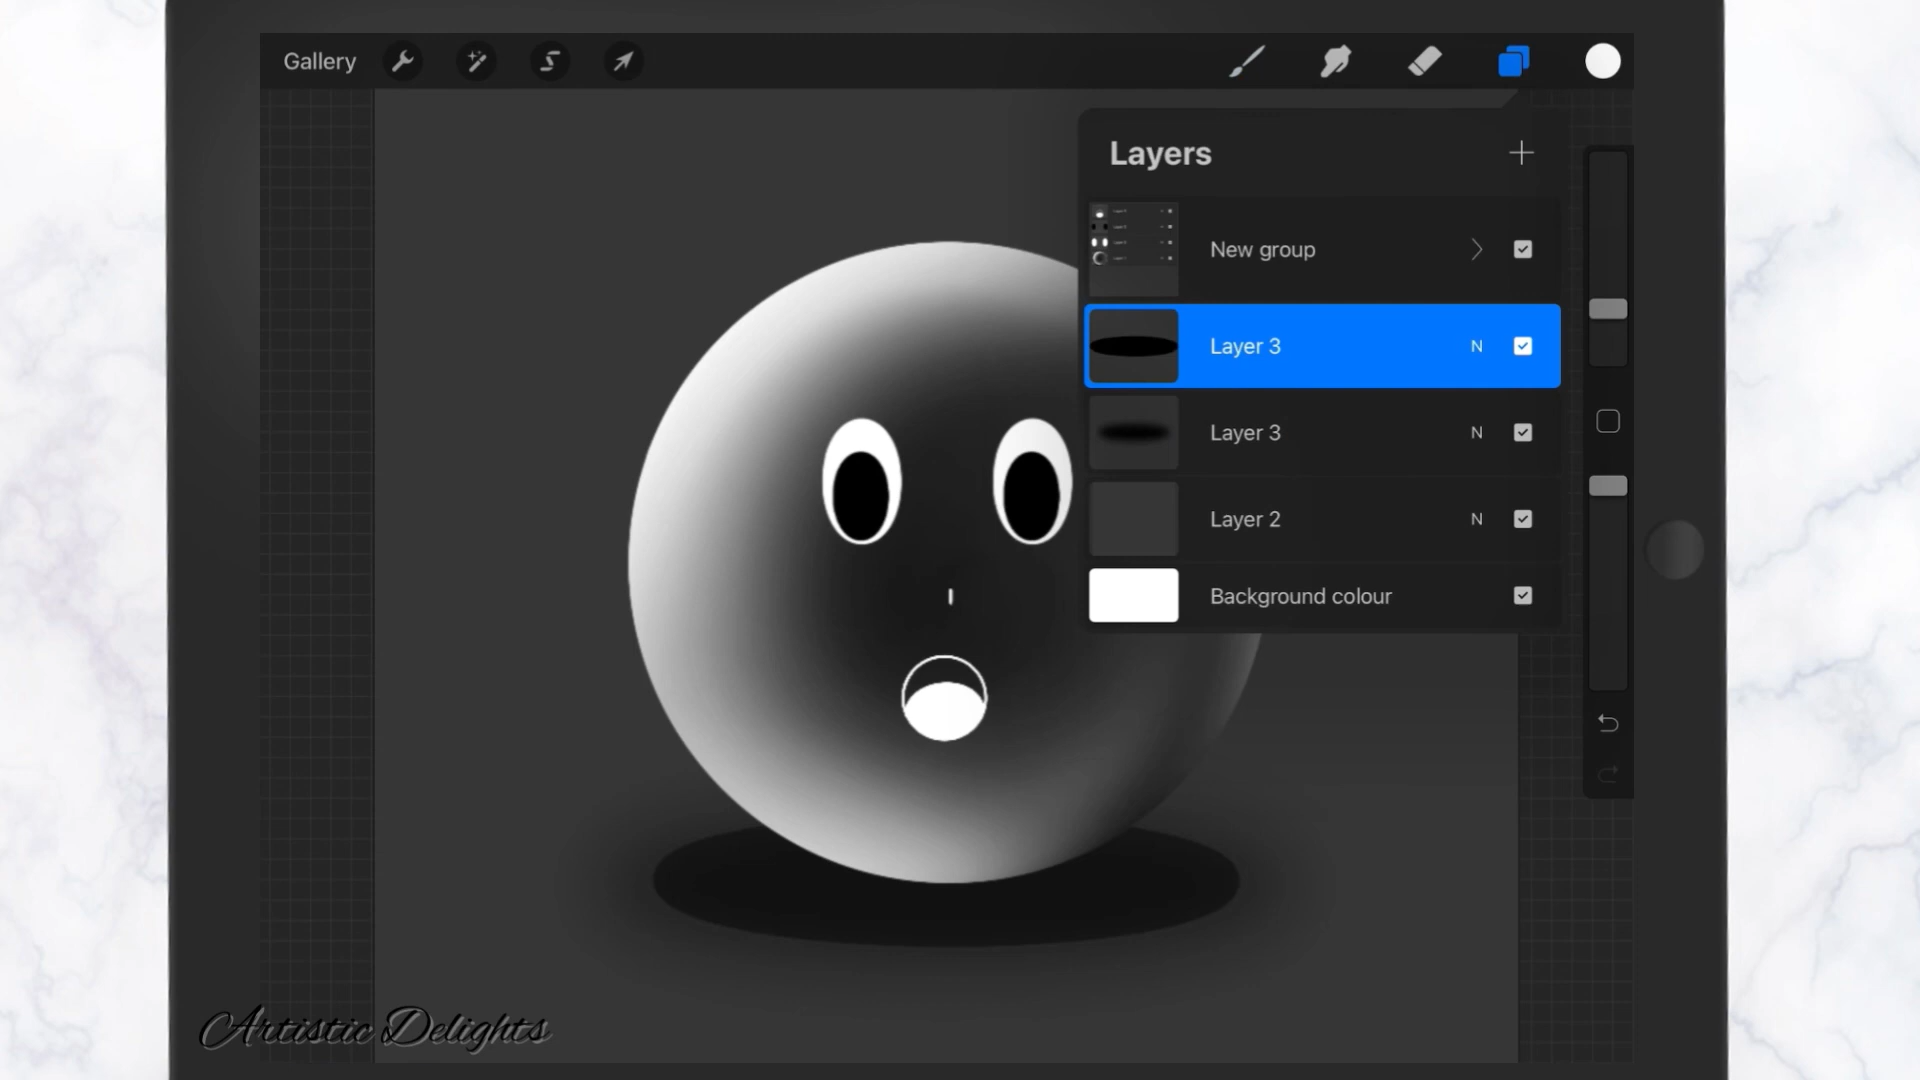 Gallery
Layers
New group
Layer 3 N
Layer 3 N
Layer 2 N
Background colour
Artistic Delights